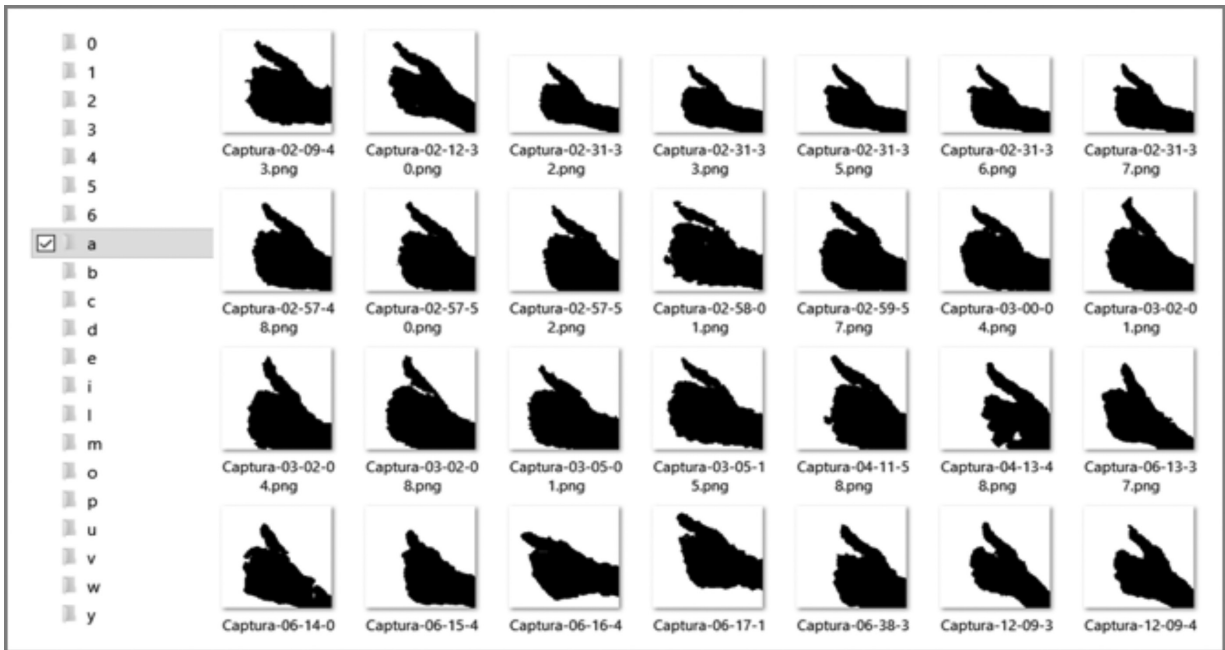 0
1
2
3
4
5
6
a
b
c
d
e
i
l
m
o
p
u
v
w
y
Captura-02-09-4
3.png
Captura-02-12-3
0.png
Captura-02-31-3
2.png
Captura-02-31-3
3.png
Captura-02-31-3
5.png
Captura-02-31-3
6.png
Captura-02-31-3
7.png
Captura-02-57-4
8.png
Captura-02-57-5
0.png
Captura-02-57-5
2.png
Captura-02-58-0
1.png
Captura-02-59-5
7.png
Captura-03-00-0
4.png
Captura-03-02-0
1.png
Captura-03-02-0
4.png
Captura-03-02-0
8.png
Captura-03-05-0
1.png
Captura-03-05-1
5.png
Captura-04-11-5
8.png
Captura-04-13-4
8.png
Captura-06-13-3
7.png
Captura-06-14-0
Captura-06-15-4
Captura-06-16-4
Captura-06-17-1
Captura-06-38-3
Captura-12-09-3
Captura-12-09-4